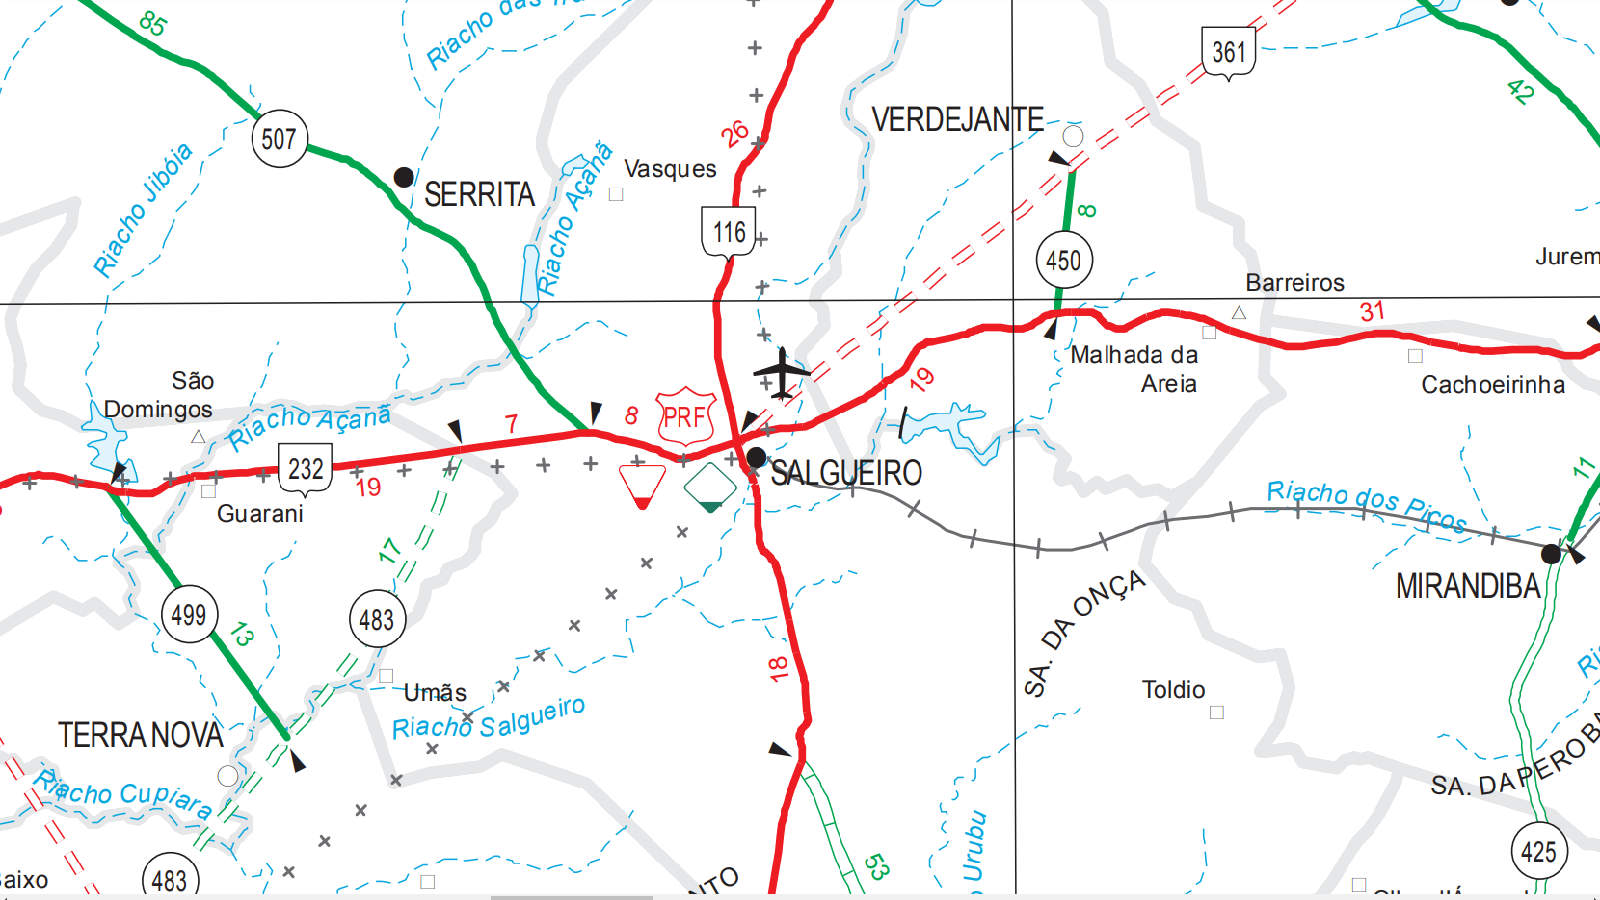 85
Riacho das
361
42
507
26
VERDEJANTE
Riacho Jibóia
SERRITA
Vasques
Riacho Açanã
8
116
450
Jurem
Barreiros
31
São
Domingos
Malhada da
Areia
Cachoeirinha
19
Riacho Açanã
7
8
PRF
232
19
Guarani
SALGUEIRO
11
Riacho dos Picos
17
MIRANDIBA
499
13
483
SA. DA ONÇA
18
Umãs
Toldio
Riacho Salgueiro
TERRA NOVA
Riacho Cupiara
SA. DA PEROBA
Urubu
425
53
483
aixo
NTO